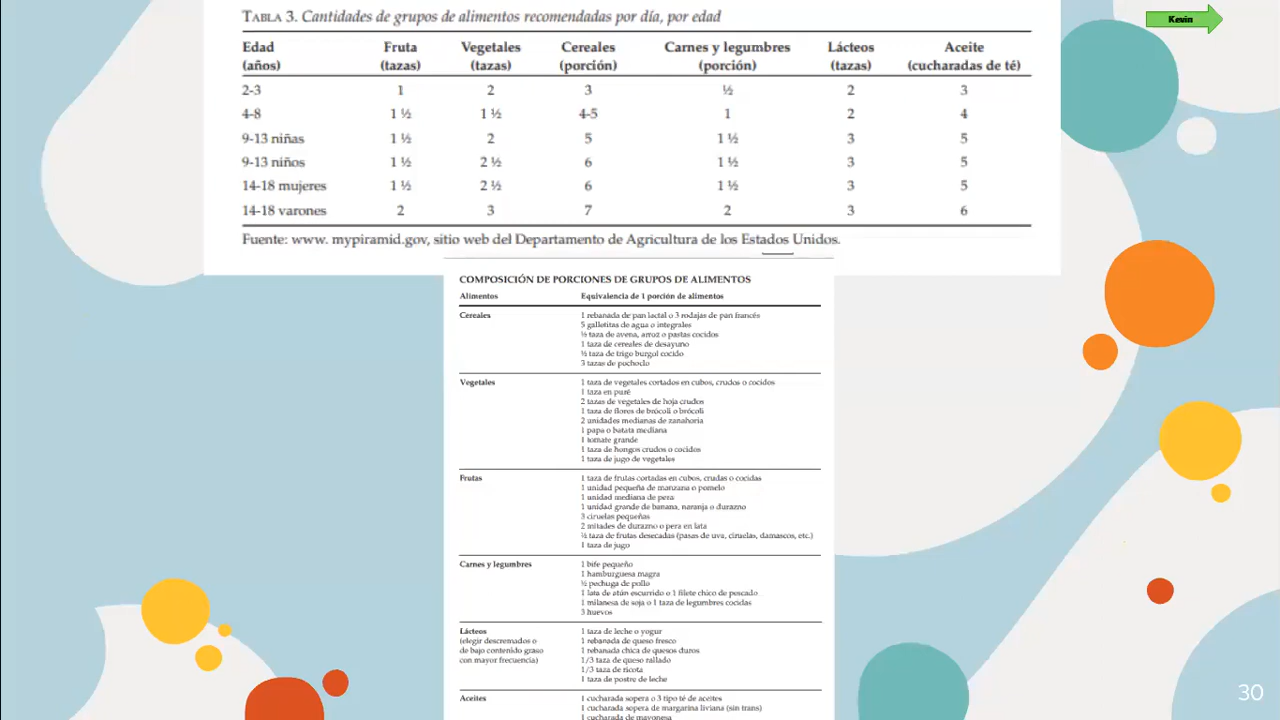 TABLA 3. Cantidades de grupos de alimentos recomendadas por día, por edad
Kevin
Edad Fruta Vegetales Cereales Carnes y legumbres Lácteos Aceite
(años) (tazas) (tazas) (porción) (porción) (tazas) (cucharadas de té)
2-3 1 2 3 ½ 2 3
4-8 1 ½ 1 ½ 4-5 1 2 4
9-13 niñas 1 ½ 2 5 1 ½ 3 5
9-13 niños 1 ½ 2 ½ 6 1 ½ 3 5
14-18 mujeres 1 ½ 2 ½ 6 1 ½ 3 5
14-18 varones 2 3 7 2 3 6
Fuente: www. mypiramid.gov, sitio web del Departamento de Agricultura de los Estados Unidos.
COMPOSICIÓN DE PORCIONES DE GRUPOS DE ALIMENTOS
Alimentos Equivalencia de 1 porción de alimentos
Cereales 1 rebanada de pan lactal o 3 rodajas de pan francés
5 galletitas de agua o integrales
½ taza de avena, arroz o pastas cocidos
1 taza de cereales de desayuno
½ taza de trigo burgol cocido
3 tazas de pochoclo
Vegetales 1 taza de vegetales cortados en cubos, crudos o cocidos
1 taza en puré
2 tazas de vegetales de hoja crudos
1 taza de flores de brócoli o brócoli
2 unidades medianas de zanahoria
1 papa o batata mediana
1 tomate grande
1 taza de hongos crudos o cocidos
1 taza de jugo de vegetales
Frutas 1 taza de frutas cortadas en cubos, crudas o cocidas
1 unidad pequeña de manzana o pomelo
1 unidad mediana de pera
1 unidad grande de banana, naranja o durazno
3 ciruelas pequeñas
2 mitades de durazno o pera en lata
½ taza de frutas desecadas (pasas de uva, ciruelas, damascos, etc.)
1 taza de jugo
Carnes y legumbres 1 bife pequeño
1 hamburguesa magra
½ pechuga de pollo
1 lata de atún escurrido o 1 filete chico de pescado
1 milanesa de soja o 1 taza de legumbres cocidas
3 huevos
Lácteos 1 taza de leche o yogur
(elegir descremados o 1 rebanada de queso fresco
de bajo contenido graso 1 rebanada chica de quesos duros
con mayor frecuencia) 1/3 taza de queso rallado
1/3 taza de ricota
1 taza de postre de leche
Aceites 1 cucharada sopera o 3 tipo té de aceites
1 cucharada sopera de margarina liviana (sin trans)
1 cucharada de mayonesa
30